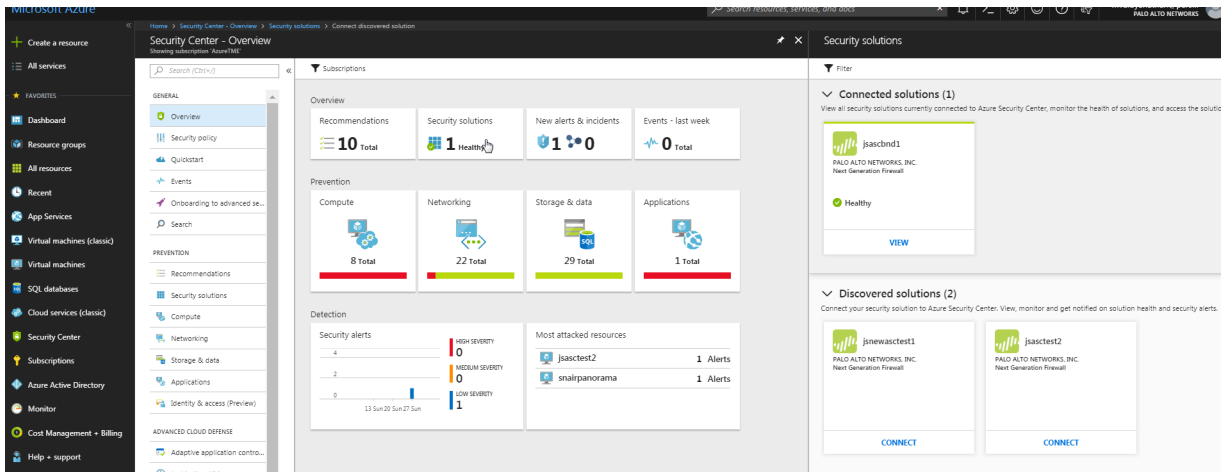 Microsoft Azure
Search resources, services, and docs
PALO ALTO NETWORKS
Home > Security Center - Overview > Security solutions > Connect discovered solution
Create a resource
All services
FAVORITES
Dashboard
Resource groups
All resources
Recent
App Services
Virtual machines (classic)
Virtual machines
SQL databases
Cloud services (classic)
Security Center
Subscriptions
Azure Active Directory
Monitor
Cost Management + Billing
Help + support
Security Center - Overview
Showing subscription 'AzureTME'
Search (Ctrl+/)
GENERAL
Overview
Security policy
Quickstart
Events
Onboarding to advanced se...
Search
PREVENTION
Recommendations
Security solutions
Compute
Networking
Storage & data
Applications
Identity & access (Preview)
ADVANCED CLOUD DEFENSE
Adaptive application contro...
Subscriptions
Overview
Recommendations
10 Total
Security solutions
1 Healthy
New alerts & incidents
1 0
Events - last week
0 Total
Prevention
Compute
8 Total
Networking
22 Total
Storage & data
SQL
29 Total
Applications
1 Total
Detection
Security alerts
4
2
0
13 Sun 20 Sun 27 Sun
HIGH SEVERITY
0
MEDIUM SEVERITY
0
LOW SEVERITY
1
Most attacked resources
jsasctest2 1 Alerts
snairpanorama 1 Alerts
Security solutions
Filter
Connected solutions (1)
View all security solutions currently connected to Azure Security Center, monitor the health of solutions, and access the
jsascbnd1
PALO ALTO NETWORKS, INC.
Next Generation Firewall
Healthy
VIEW
Discovered solutions (2)
Connect your security solution to Azure Security Center. View, monitor and get notified on solution health and security alerts.
jsnewasctest1
PALO ALTO NETWORKS, INC.
Next Generation Firewall
CONNECT
jsasctest2
PALO ALTO NETWORKS, INC.
Next Generation Firewall
CONNECT